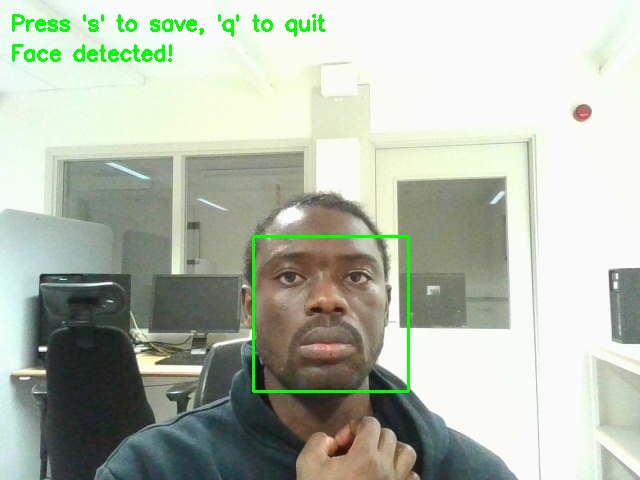 Press 's' to save, 'q' to quit
Face detected!